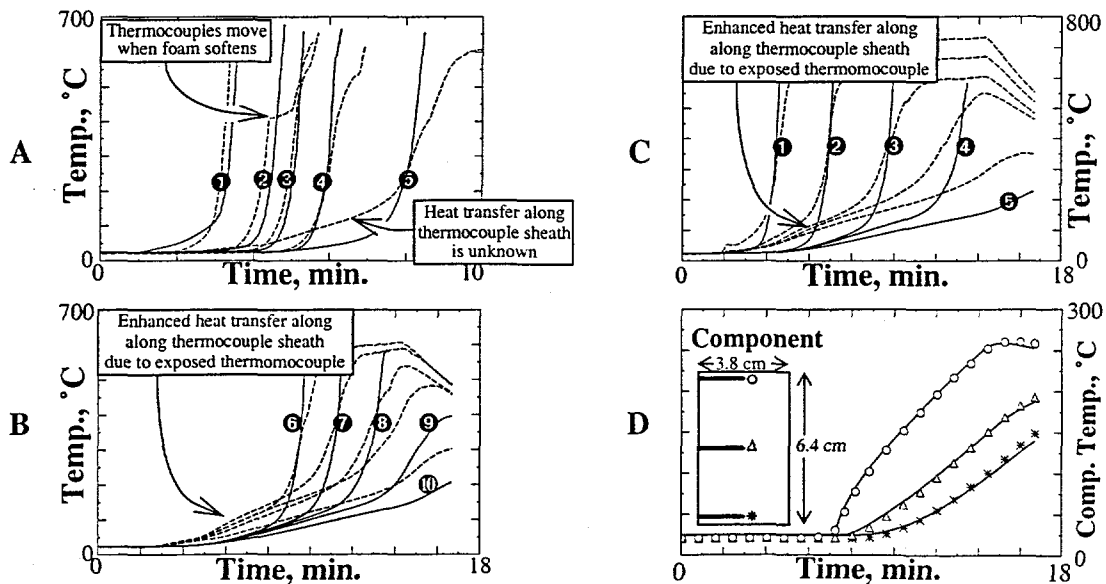 A
Temp., °C
700
0
Thermocouples move
when foam softens
1
2
3
4
5
Heat transfer along
thermocouple sheath
is unknown
0
Time, min.
10
B
Temp., °C
700
0
Enhanced heat transfer along
along thermocouple sheath
due to exposed thermomocouple
6
7
8
9
10
0
Time, min.
18
C
Enhanced heat transfer along
along thermocouple sheath
due to exposed thermomocouple
1
2
3
4
5
800
0
Temp., °C
0
Time, min.
18
D
Component
3.8 cm
6.4 cm
300
0
Comp. Temp., °C
0
Time, min.
18